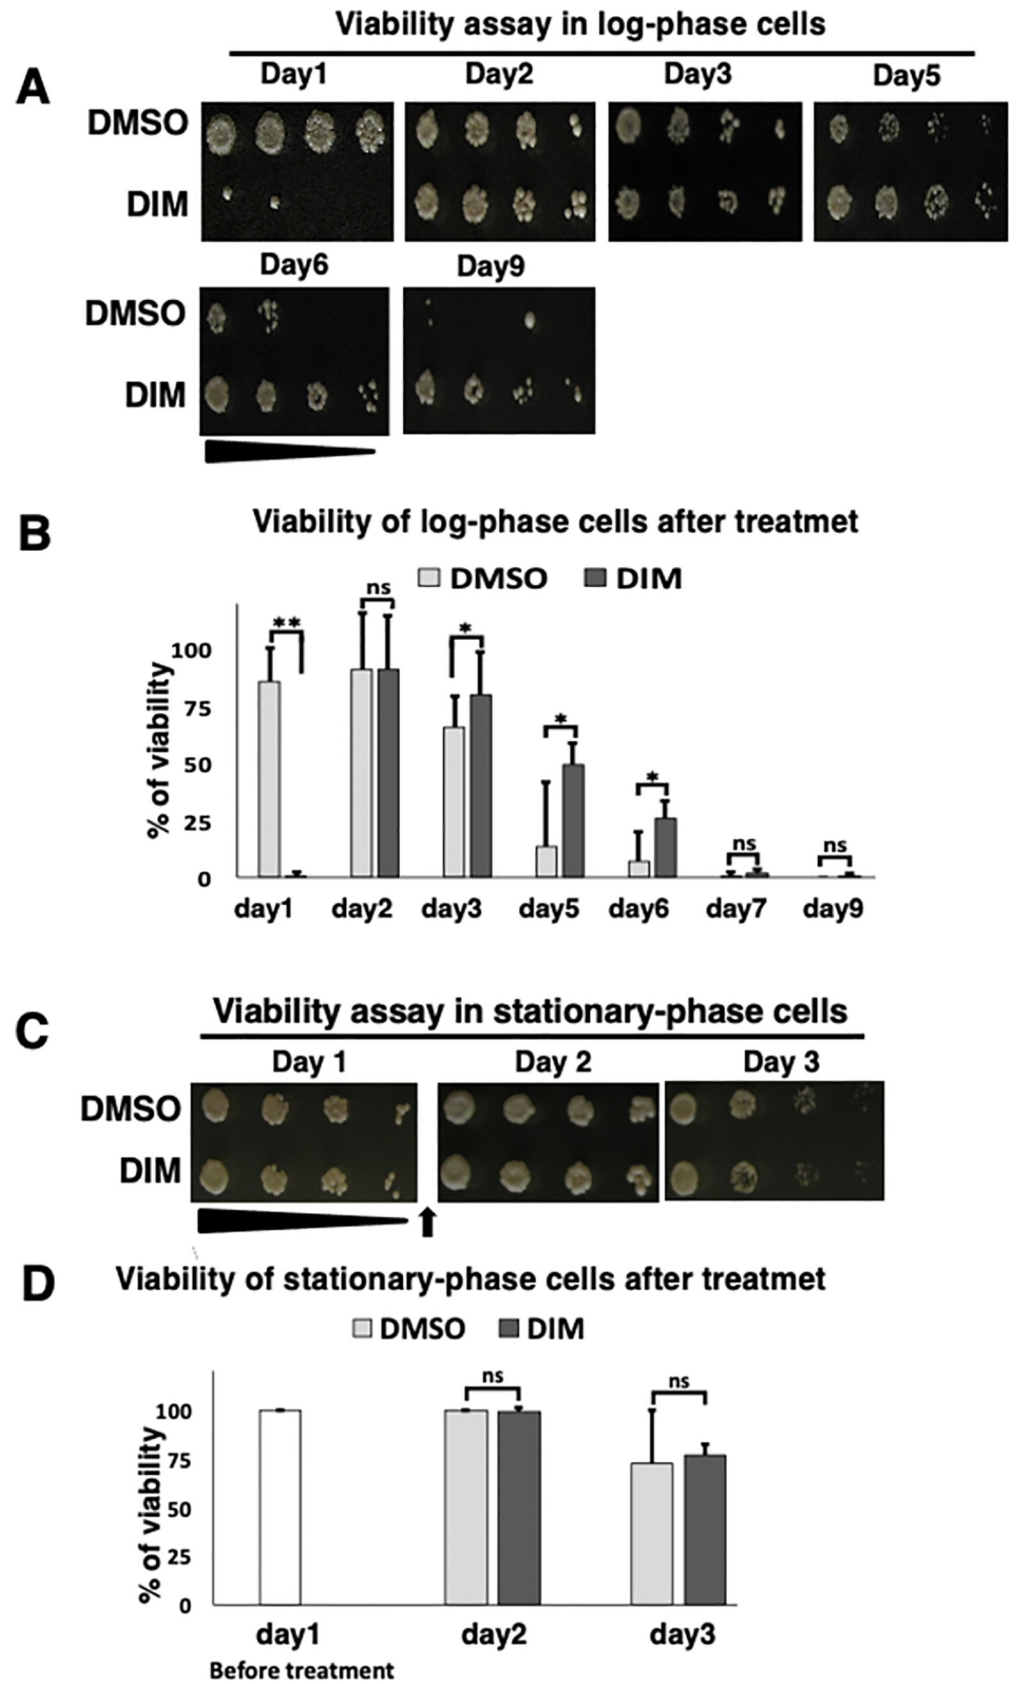 Viability assay in log-phase cells
A
Day1 Day2 Day3 Day5
DMSO
DIM
Day6 Day9
DMSO
DIM
B
Viability of log-phase cells after treatmet
DMSO DIM
% of viability
100
75
50
25
0
** ns * * * ns ns
day1 day2 day3 day5 day6 day7 day9
C
Viability assay in stationary-phase cells
Day 1 Day 2 Day 3
DMSO
DIM
D
Viability of stationary-phase cells after treatmet
DMSO DIM
% of viability
100
75
50
25
0
ns ns
day1 day2 day3
Before treatment